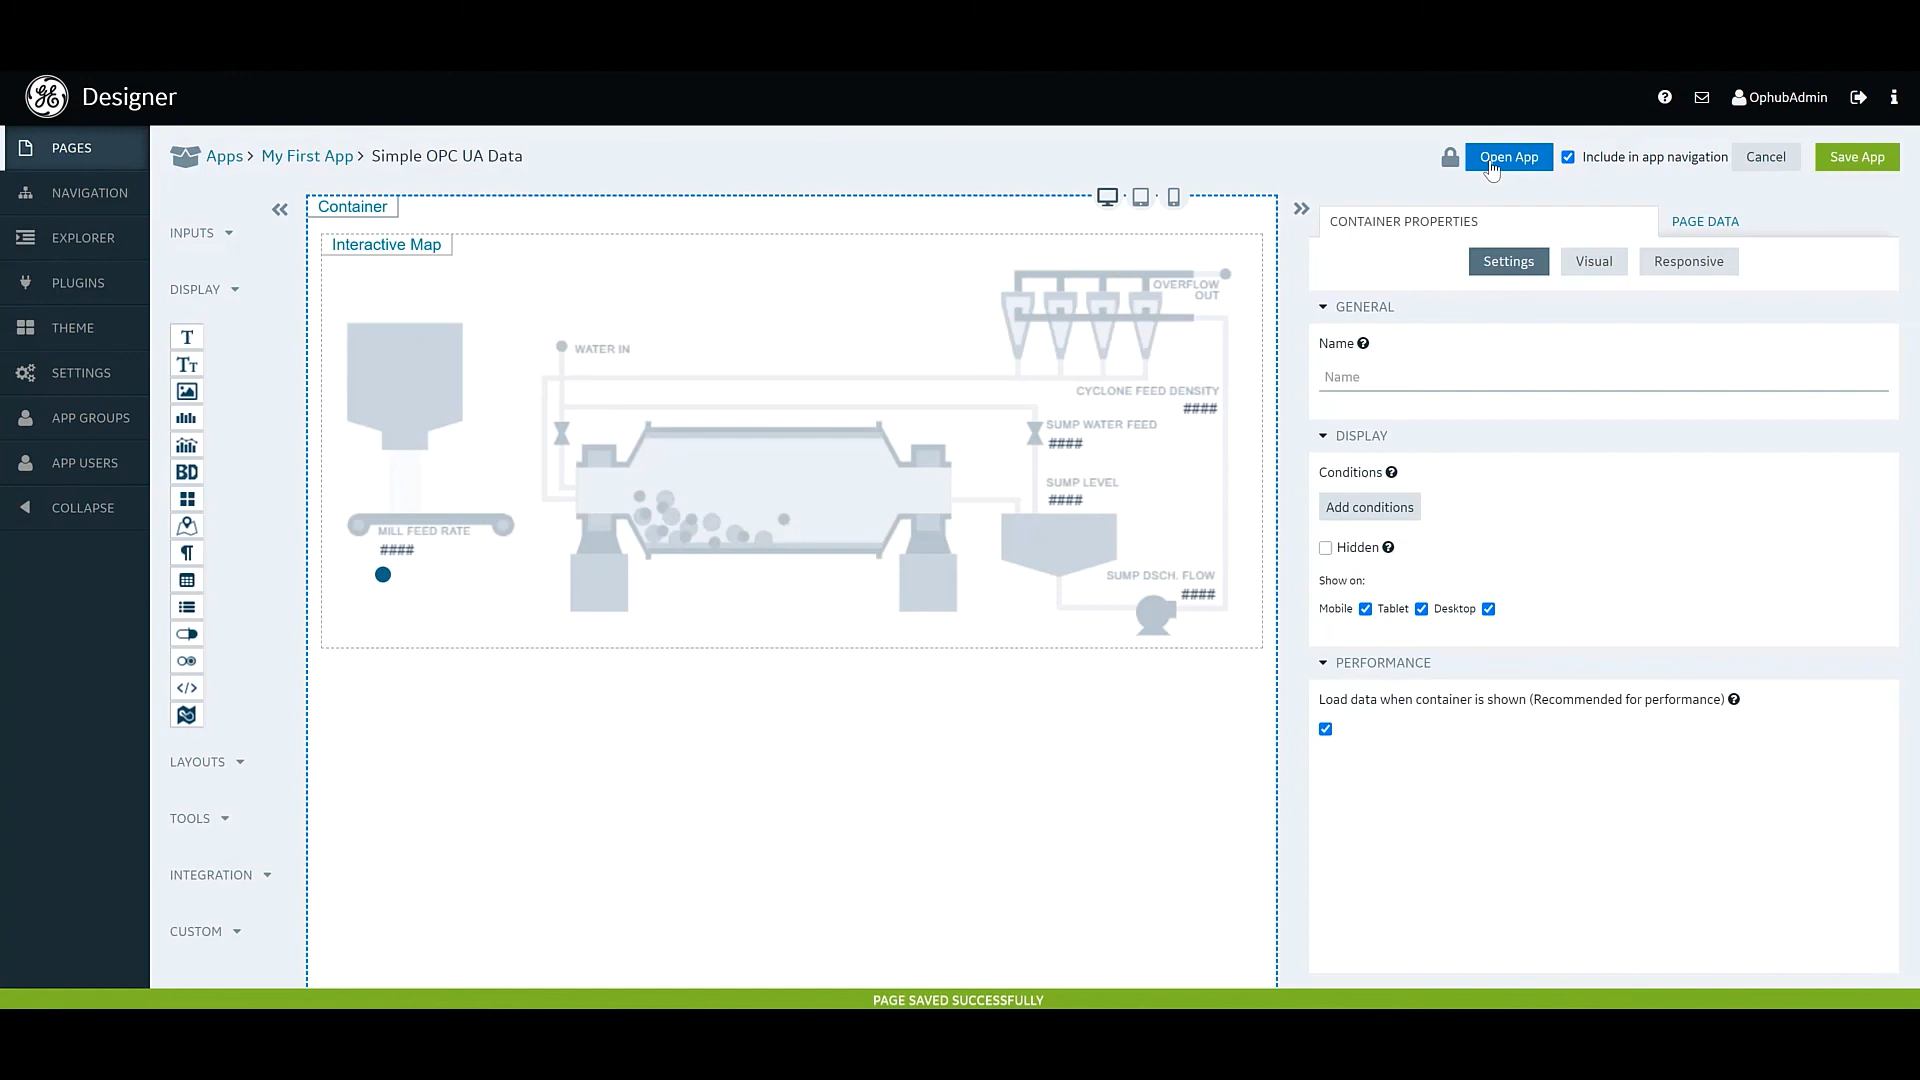 Designer
OphubAdmin
PAGES
NAVIGATION
EXPLORER
PLUGINS
THEME
SETTINGS
APP GROUPS
APP USERS
COLLAPSE
Apps > My First App > Simple OPC UA Data
Open App
Include in app navigation
Cancel
Save App
INPUTS
DISPLAY
T
TT
BD
LAYOUTS
TOOLS
INTEGRATION
CUSTOM
Container
Interactive Map
OVERFLOW
OUT
WATER IN
CYCLONE FEED DENSITY
####
SUMP WATER FEED
####
SUMP LEVEL
####
MILL FEED RATE
####
SUMP DSCH. FLOW
####
CONTAINER PROPERTIES
PAGE DATA
Settings
Visual
Responsive
GENERAL
Name
Name
DISPLAY
Conditions
Add conditions
Hidden
Show on:
Mobile Tablet Desktop
PERFORMANCE
Load data when container is shown (Recommended for performance)
PAGE SAVED SUCCESSFULLY